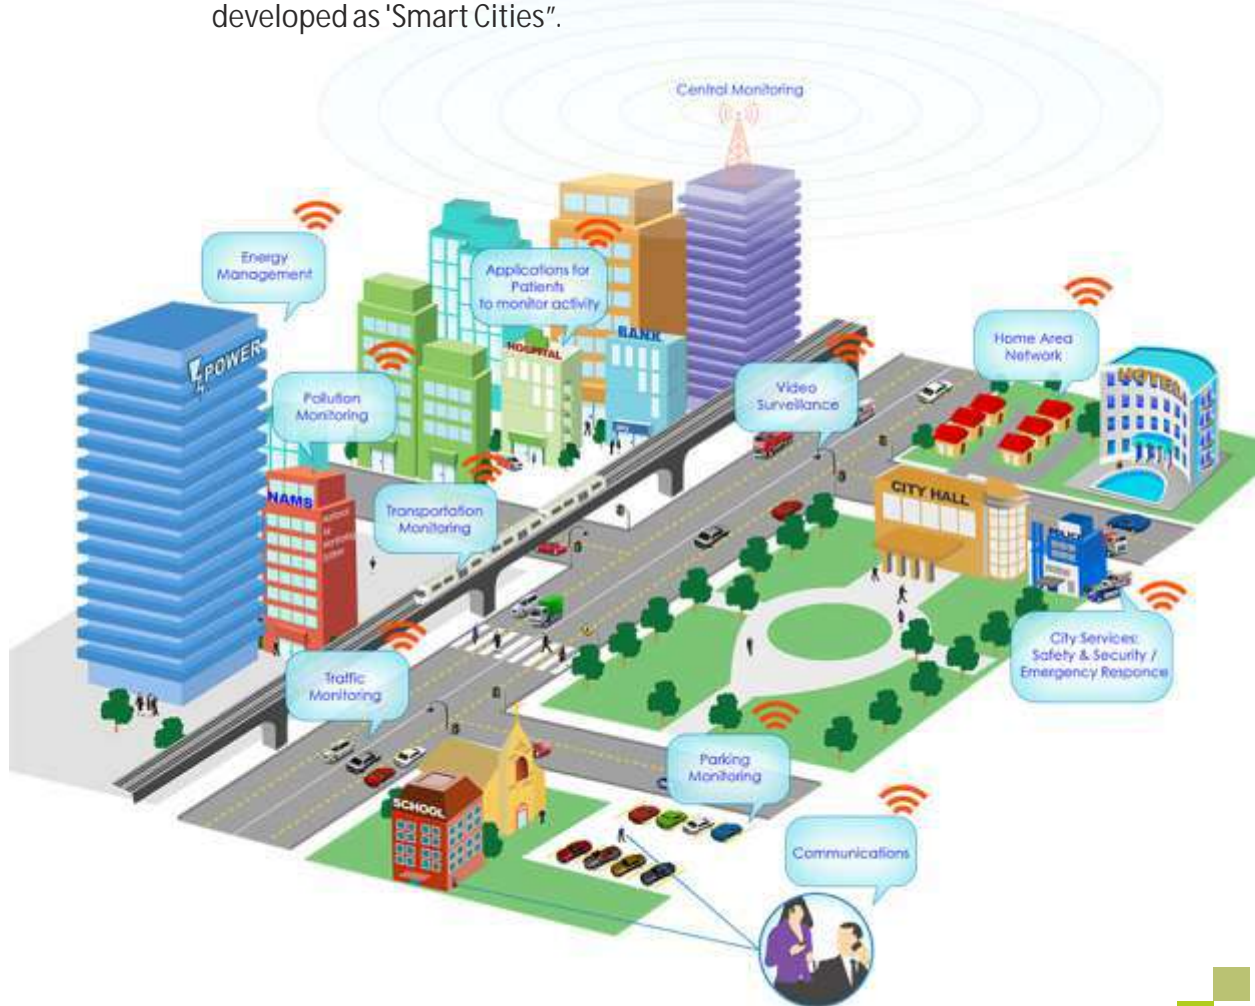 developed as 'Smart Cities”.
Central Monitoring
Energy
Management
Applications for
Patients
to monitor activity
HOSPITAL
BANK
Home Area
Network
HOTEL
POWER
Pollution
Monitoring
Video
Surveillance
NAMS
Transportation
Monitoring
CITY HALL
POLICE
City Services:
Safety & Security /
Emergency Responce
Traffic
Monitoring
Parking
Monitoring
SCHOOL
Communications